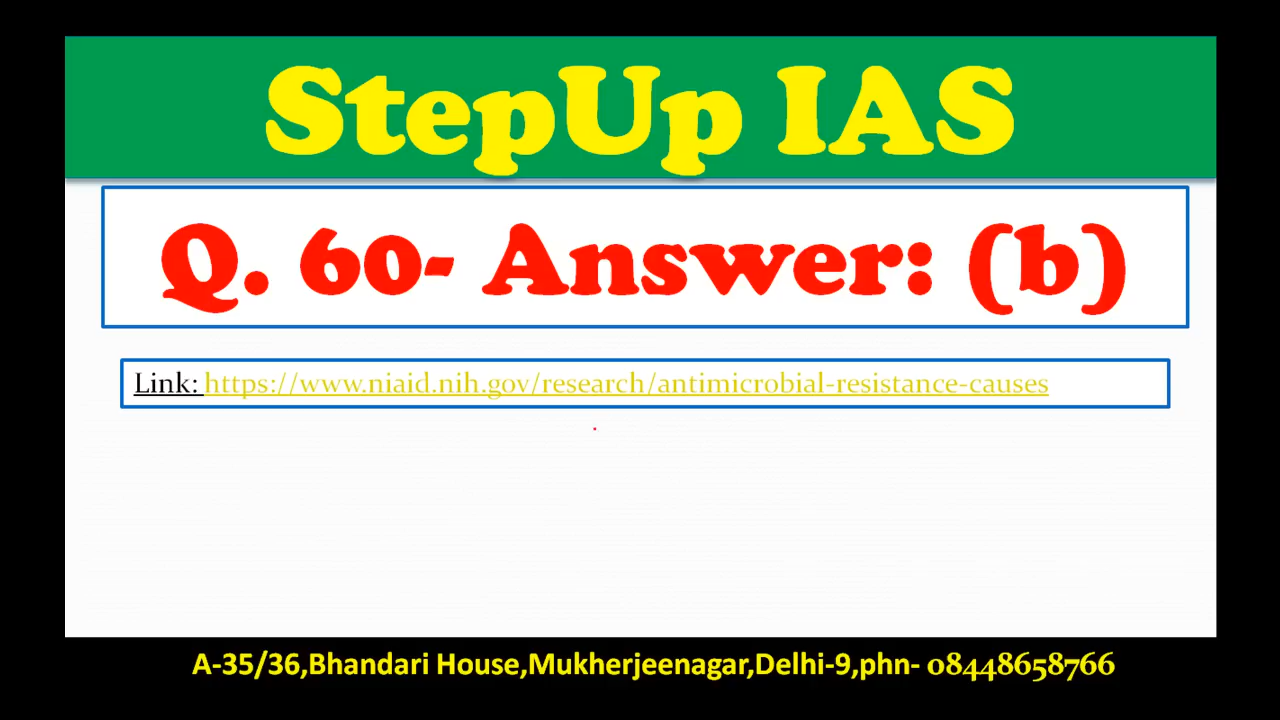 StepUp IAS
Q. 60- Answer: (b)
Link: https://www.niaid.nih.gov/research/antimicrobial-resistance-causes
A-35/36,Bhandari House,Mukherjeenagar,Delhi-9,phn- 08448658766